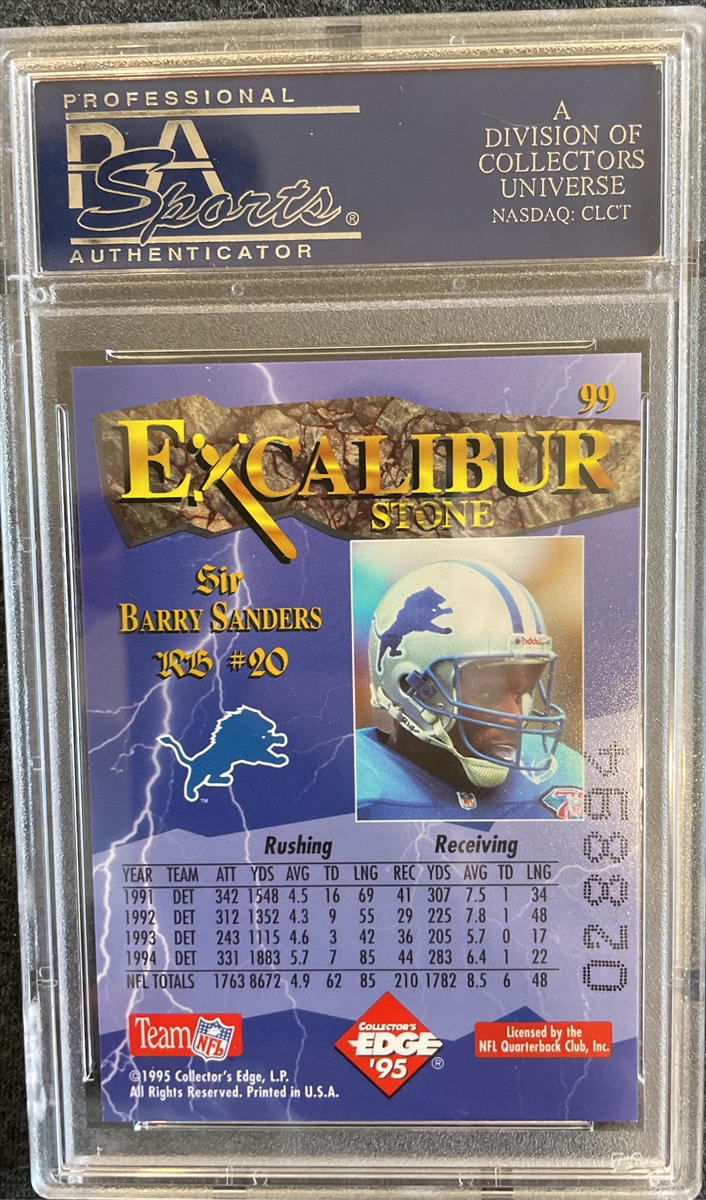 PROFESSIONAL
PSA
Sports®
AUTHENTICATOR
A
DIVISION OF
COLLECTORS
UNIVERSE
NASDAQ: CLCT
99
EXCALIBUR
STONE
Sir
BARRY SANDERS
RB #20
Riddell
TM
028894
Rushing Receiving
YEAR TEAM ATT YDS AVG TD LNG REC YDS AVG TD LNG
1991 DET 342 1548 4.5 16 69 41 307 7.5 1 34
1992 DET 312 1352 4.3 9 55 29 225 7.8 1 48
1993 DET 243 1115 4.6 3 42 36 205 5.7 0 17
1994 DET 331 1883 5.7 7 85 44 283 6.4 1 22
NFL TOTALS 1763 8672 4.9 62 85 210 1782 8.5 6 48
Team NFL
COLLECTOR'S
EDGE
'95 ®
Licensed by the
NFL Quarterback Club, Inc.
©1995 Collector's Edge, L.P.
All Rights Reserved. Printed in U.S.A.